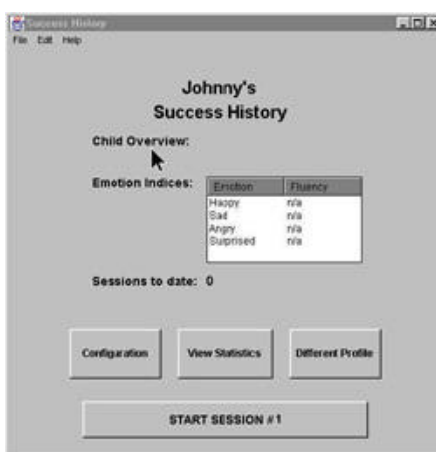 Success History
File Edit Help
Johnny's
Success History
Child Overview:
Emotion Indices:
Emotion Fluency
Happy n/a
Sad n/a
Angry n/a
Surprised n/a
Sessions to date: 0
Configuration View Statistics Different Profile
START SESSION #1